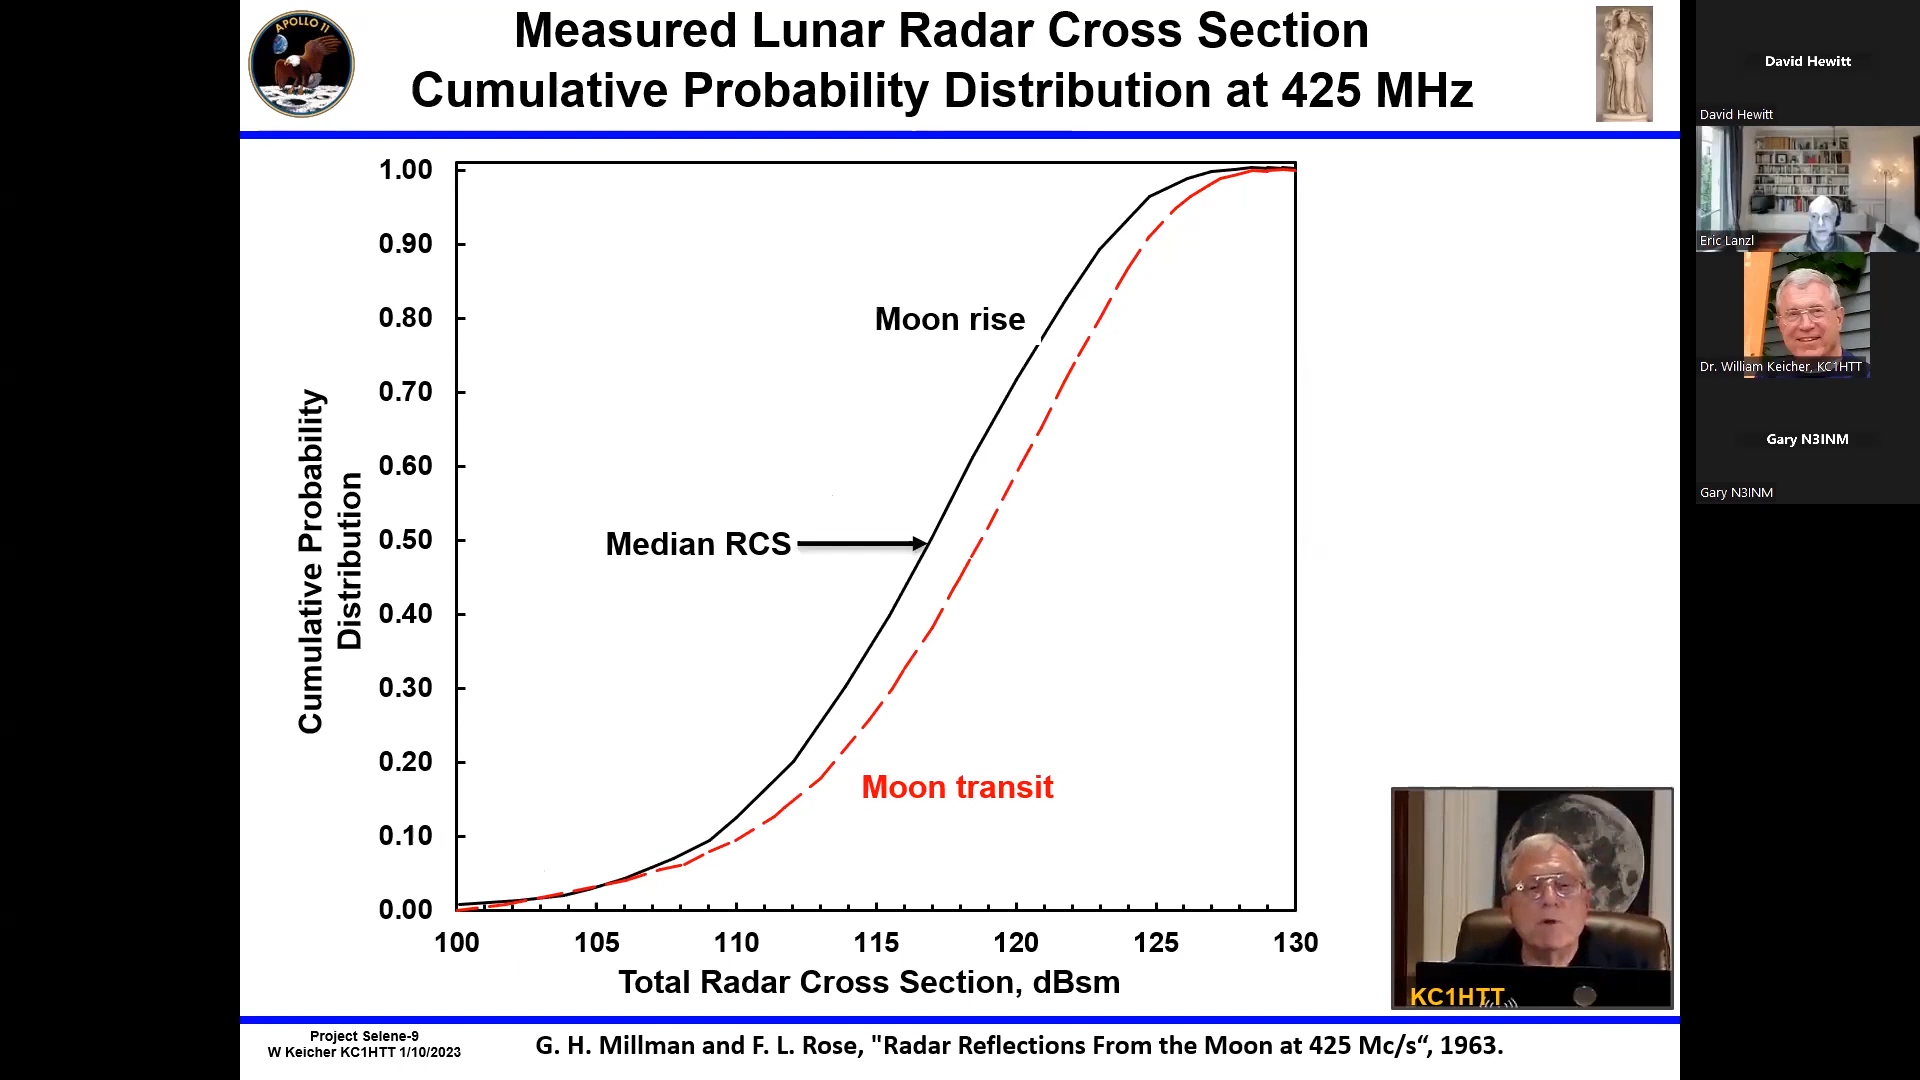 APOLLO 11
Measured Lunar Radar Cross Section
Cumulative Probability Distribution at 425 MHz
David Hewitt
David Hewitt
Eric Lanzl
Dr. William Keicher, KC1HTT
Gary N3INM
Gary N3INM
Cumulative Probability
Distribution
1.00
0.90
0.80
0.70
0.60
0.50
0.40
0.30
0.20
0.10
0.00
Moon rise
Median RCS
Moon transit
100 105 110 115 120 125 130
Total Radar Cross Section, dBsm
KC1HTT
Project Selene-9
W Keicher KC1HTT 1/10/2023
G. H. Millman and F. L. Rose, "Radar Reflections From the Moon at 425 Mc/s“, 1963.